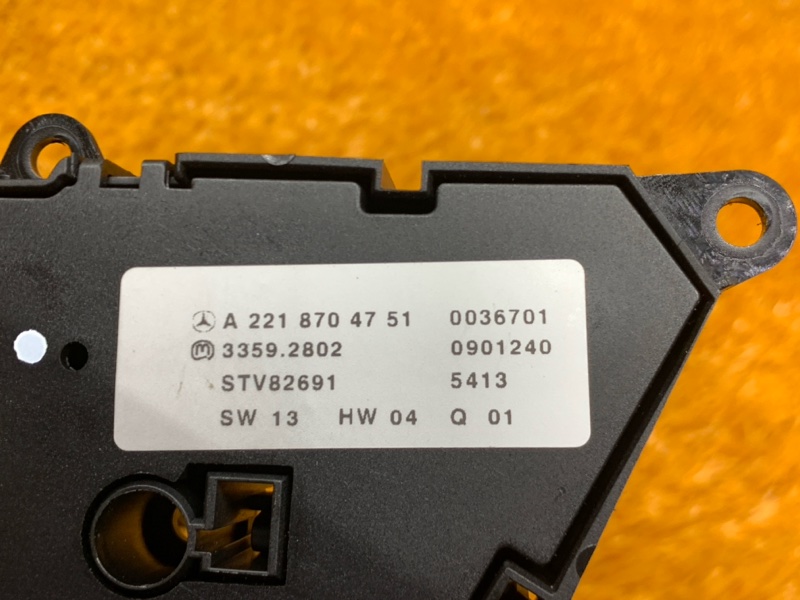 A 221 870 47 51 0036701
m 3359.2802 0901240
STV82691 5413
SW 13 HW 04 Q 01